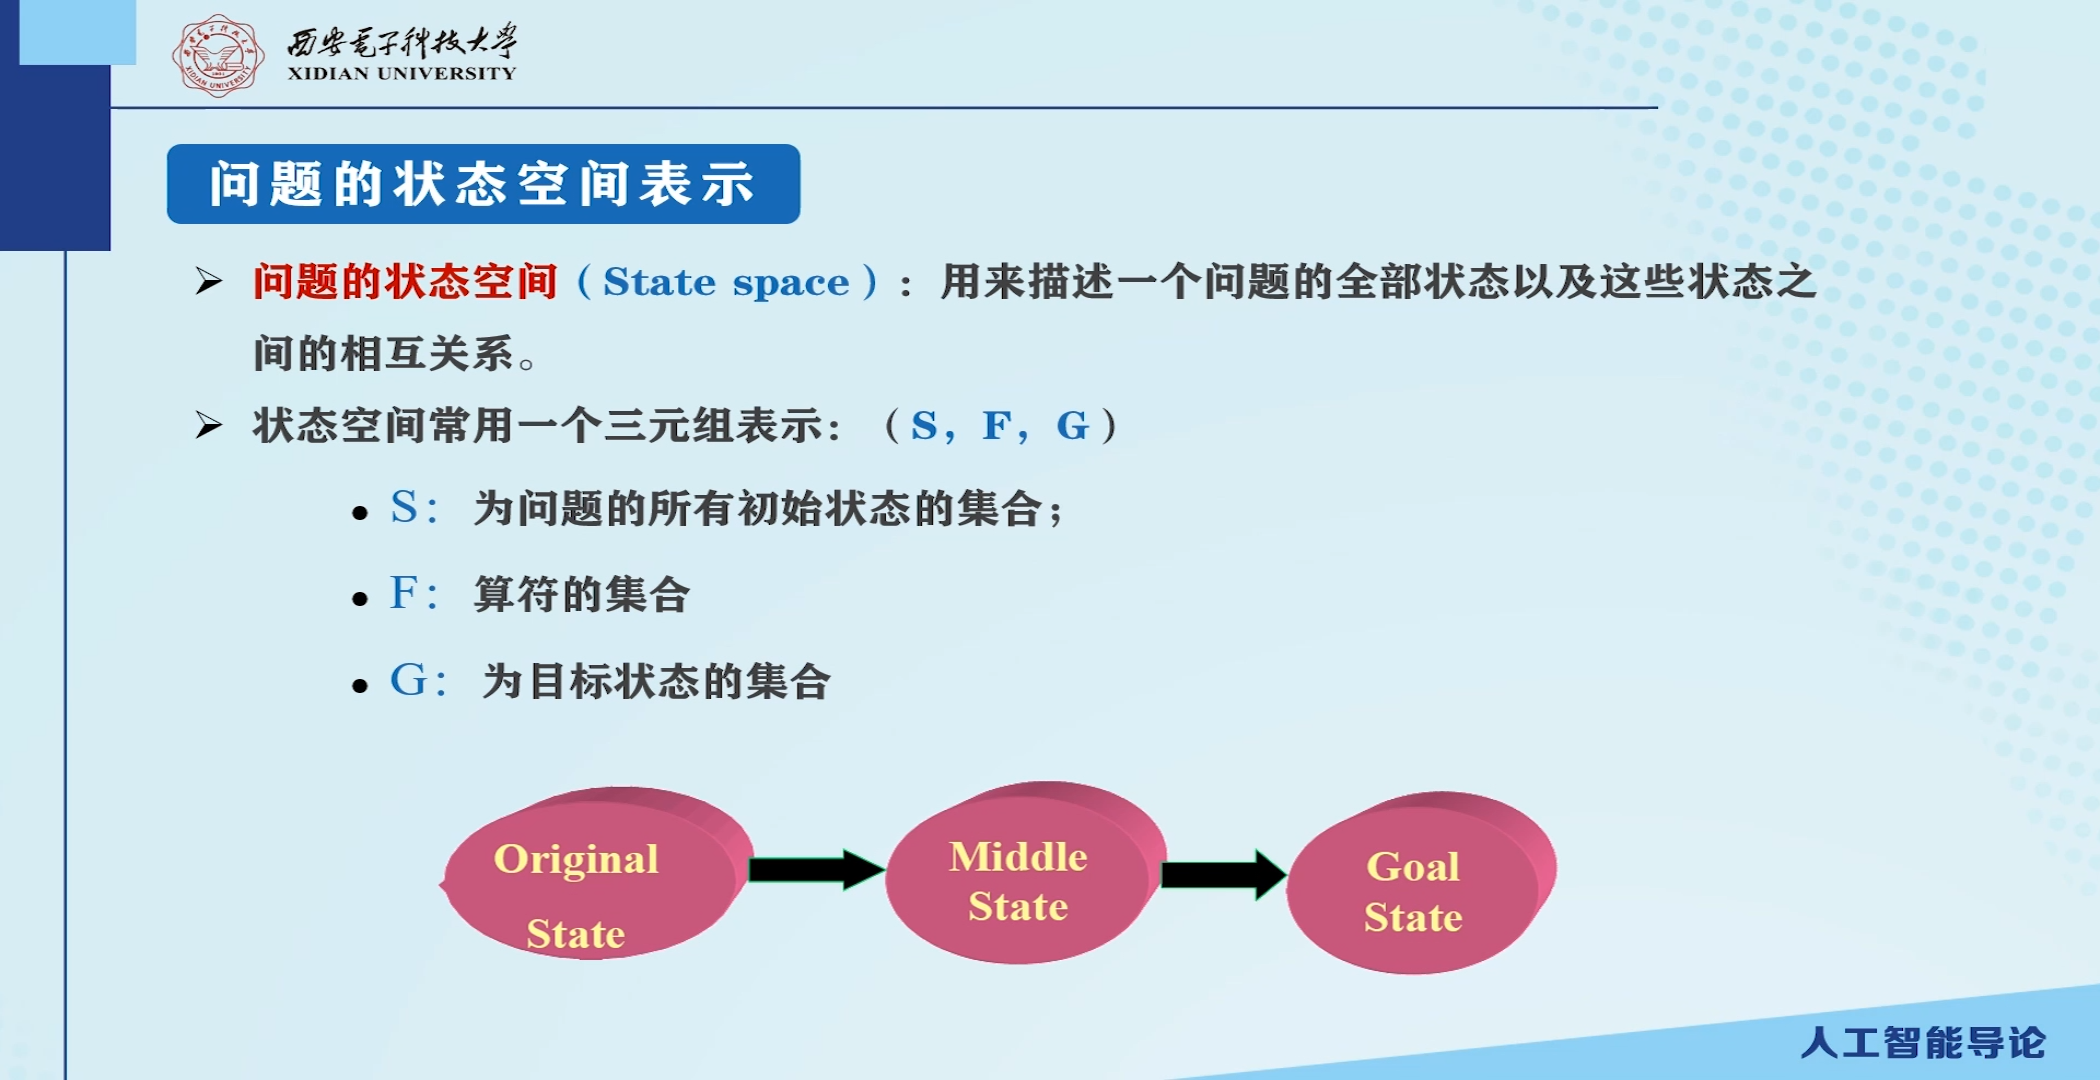 西安电子科技大学
XIDIAN UNIVERSITY
问题的状态空间表示
➢ 问题的状态空间（State space）：用来描述一个问题的全部状态以及这些状态之
间的相互关系。
➢ 状态空间常用一个三元组表示：（S，F，G）
• S： 为问题的所有初始状态的集合；
• F： 算符的集合
• G： 为目标状态的集合
Original
State
Middle
State
Goal
State
人工智能导论